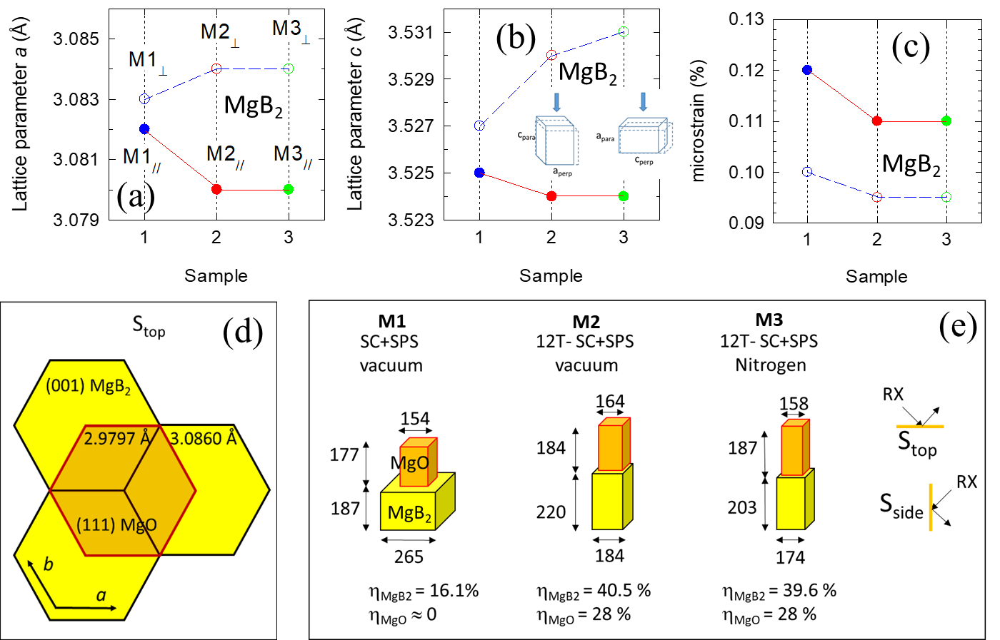 Lattice parameter a (Å)
3.085
3.083
3.081
3.079
M1⊥
M2⊥
M3⊥
MgB2
M1//
M2//
M3//
(a)
1 2 3
Sample
Lattice parameter c (Å)
3.531
3.529
3.527
3.525
3.523
(b)
MgB2
cpara
aperp
apara
cperp
1 2 3
Sample
microstrain (%)
0.13
0.12
0.11
0.10
0.09
(c)
MgB2
1 2 3
Sample
Stop
(d)
(001) MgB2
2.9797 Å
3.0860 Å
(111) MgO
b
a
(e)
M1
SC+SPS
vacuum
154
177
MgO
187
MgB2
265
ηMgB2 = 16.1%
ηMgO ≈ 0
M2
12T- SC+SPS
vacuum
164
184
220
184
ηMgB2 = 40.5 %
ηMgO = 28 %
M3
12T- SC+SPS
Nitrogen
158
187
203
174
ηMgB2 = 39.6 %
ηMgO = 28 %
RX
Stop
RX
Sside